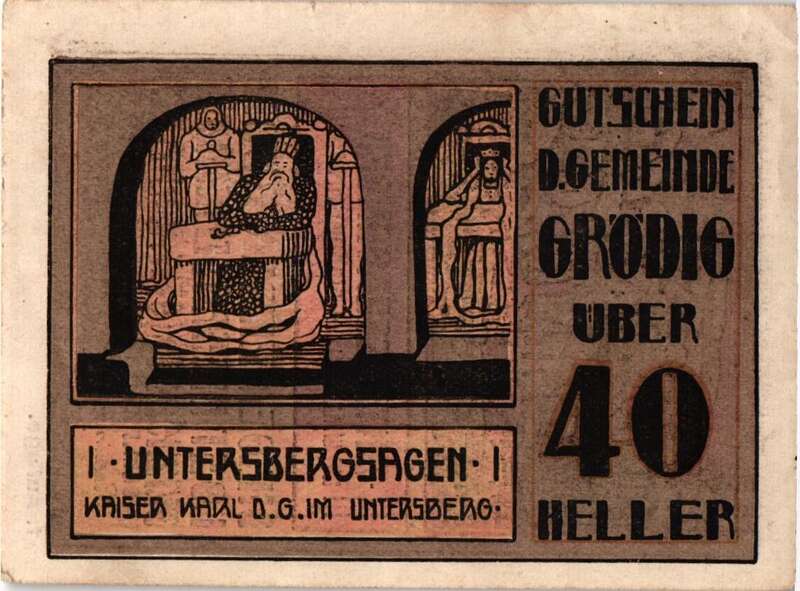 GUTSCHEIN
D. GEMEINDE
GRÖDIG
ÜBER
40
HELLER
I · UNTERSBERGSAGEN · I
KAISER KARL D. G. IM UNTERSBERG ·